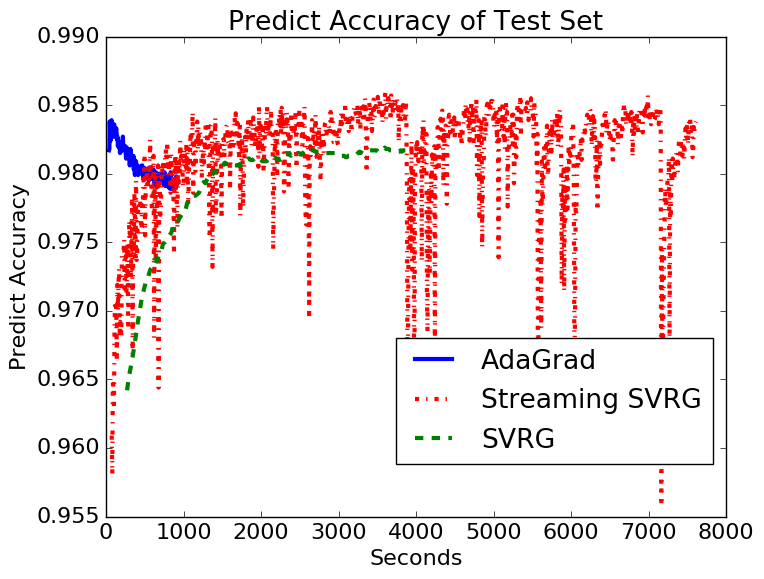 Predict Accuracy of Test Set
0.990
0.985
0.980
0.975
0.970
0.965
0.960
0.955
Predict Accuracy
AdaGrad
Streaming SVRG
SVRG
0 1000 2000 3000 4000 5000 6000 7000 8000
Seconds